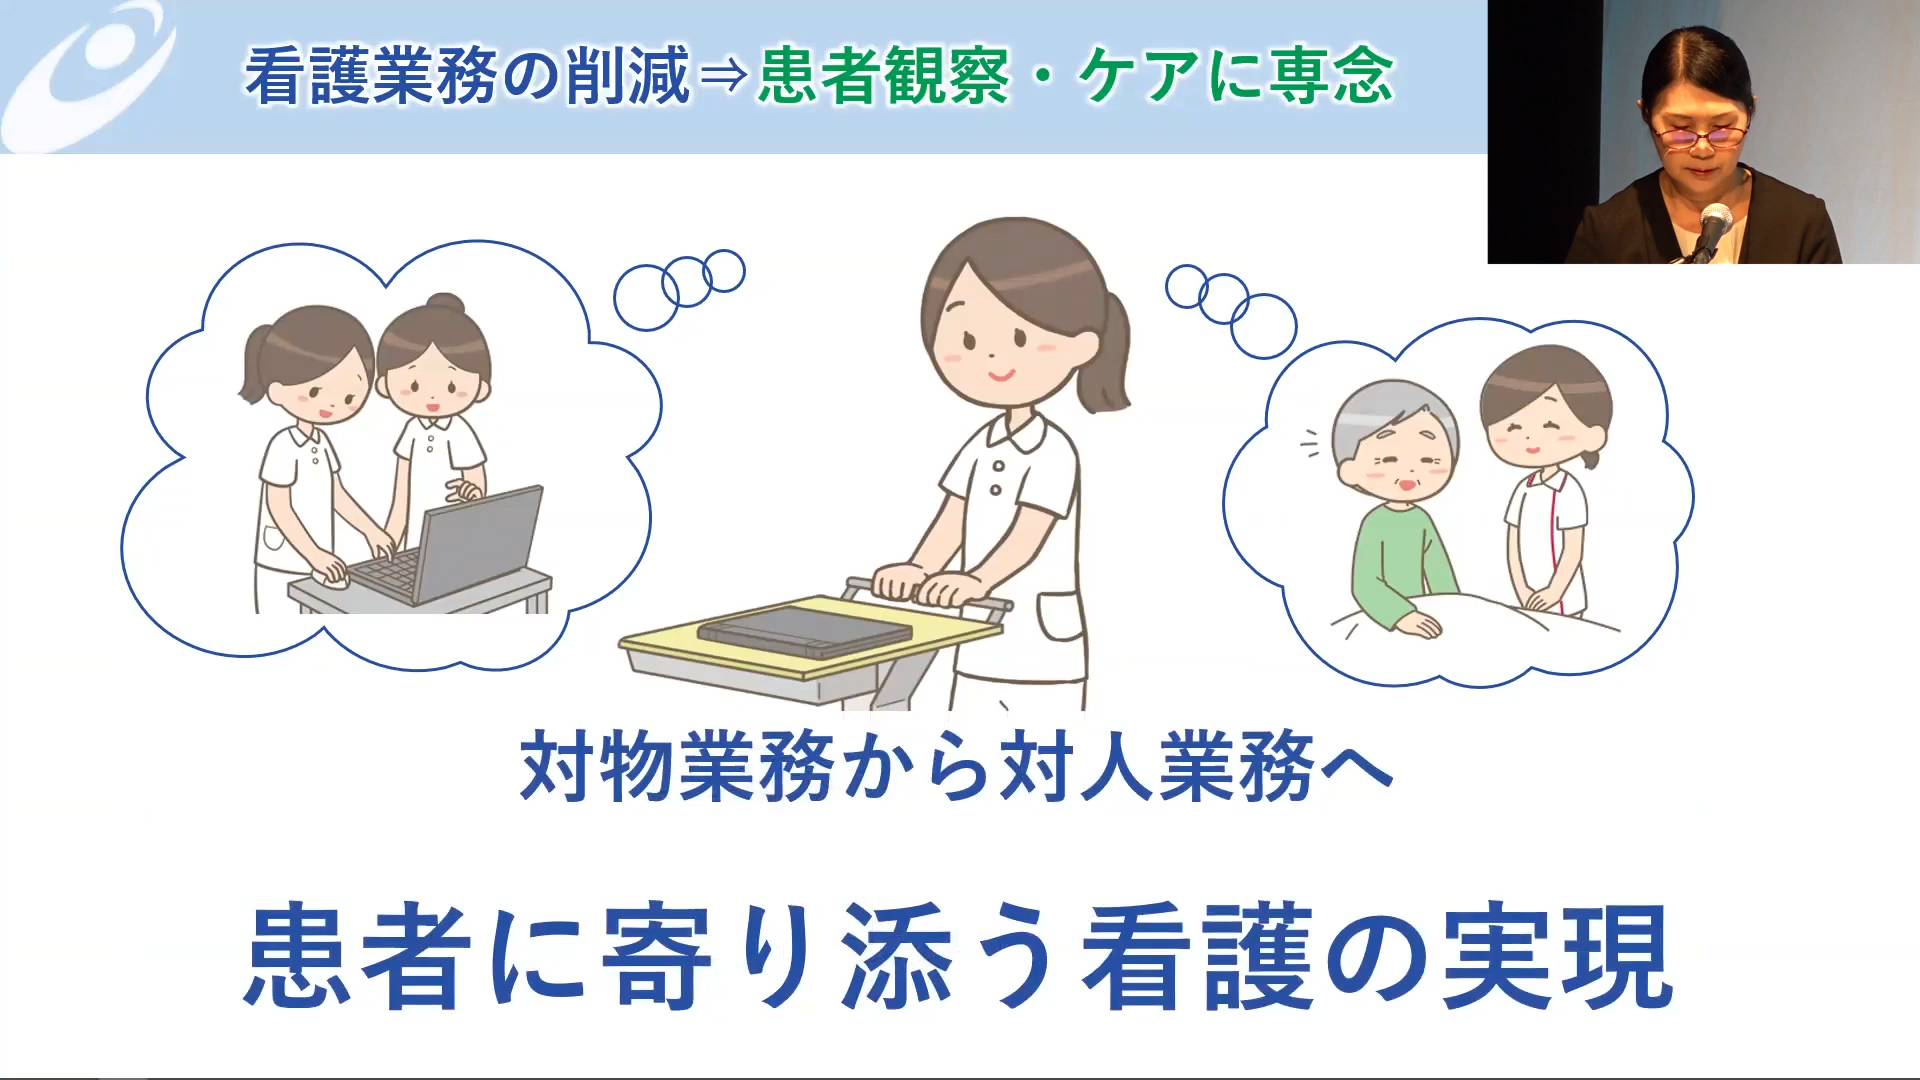 看護業務の削減⇒患者観察・ケアに専念
対物業務から対人業務へ
患者に寄り添う看護の実現